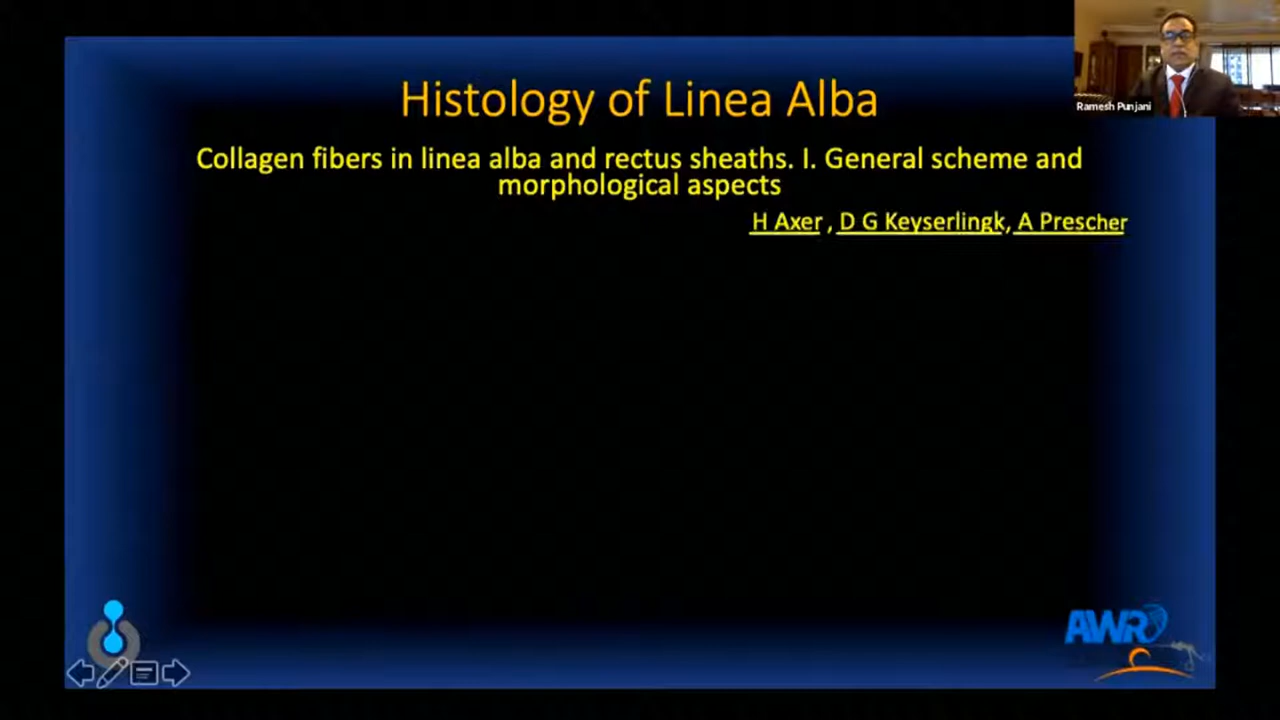 Histology of Linea Alba
Collagen fibers in linea alba and rectus sheaths. I. General scheme and
morphological aspects
H Axer , D G Keyserlingk, A Prescher
Ramesh Punjani
AWR